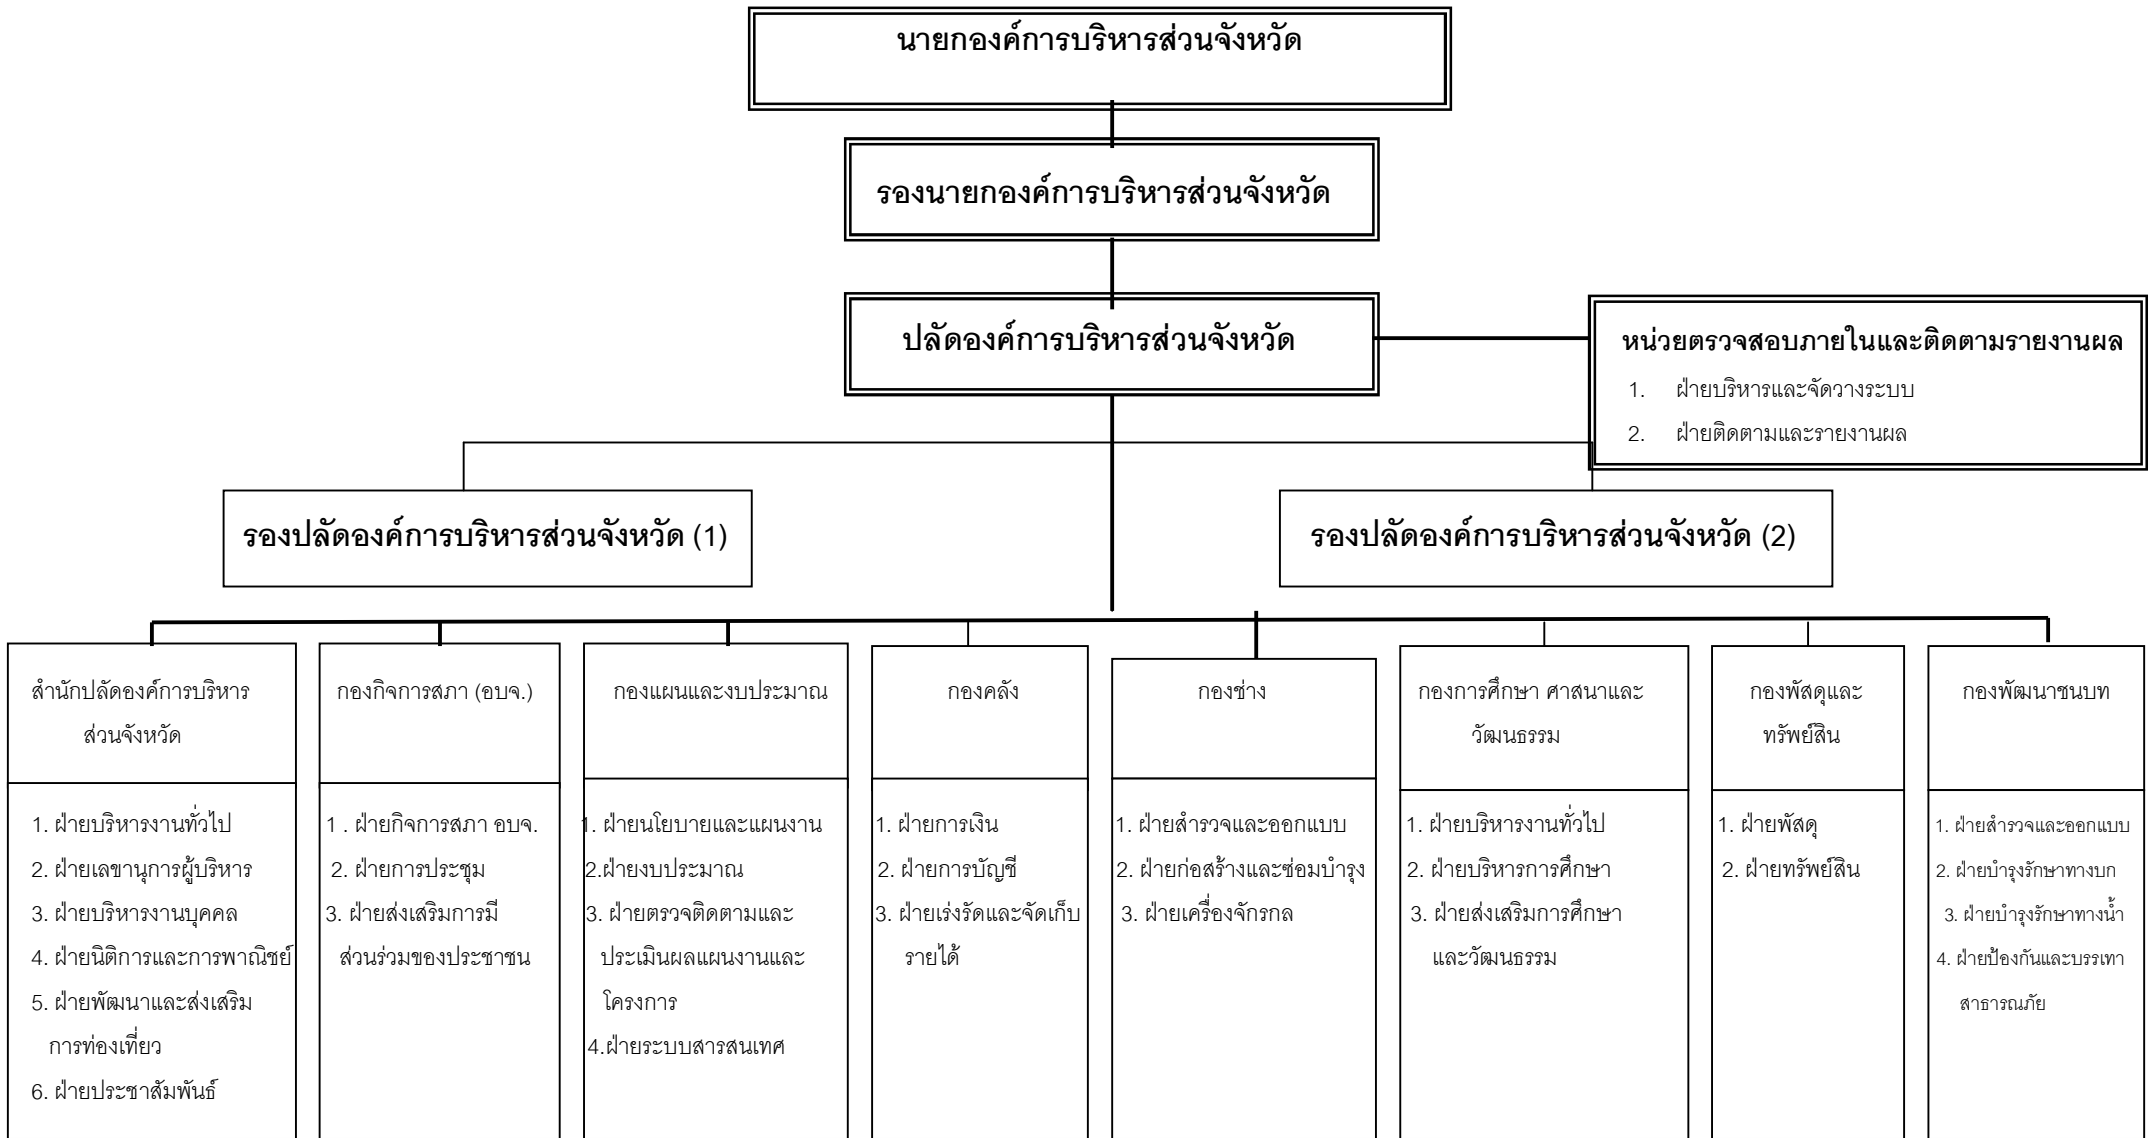 นายกองค์การบริหารส่วนจังหวัด
รองนายกองค์การบริหารส่วนจังหวัด
ปลัดองค์การบริหารส่วนจังหวัด
หน่วยตรวจสอบภายในและติดตามรายงานผล
1. ฝ่ายบริหารและจัดวางระบบ
2. ฝ่ายติดตามและรายงานผล
รองปลัดองค์การบริหารส่วนจังหวัด (1)
รองปลัดองค์การบริหารส่วนจังหวัด (2)
สำนักปลัดองค์การบริหาร
ส่วนจังหวัด
1. ฝ่ายบริหารงานทั่วไป
2. ฝ่ายเลขานุการผู้บริหาร
3. ฝ่ายบริหารงานบุคคล
4. ฝ่ายนิติการและการพาณิชย์
5. ฝ่ายพัฒนาและส่งเสริม
การท่องเที่ยว
6. ฝ่ายประชาสัมพันธ์
กองกิจการสภา (อบจ.)
1 . ฝ่ายกิจการสภา อบจ.
2. ฝ่ายการประชุม
3. ฝ่ายส่งเสริมการมี
ส่วนร่วมของประชาชน
กองแผนและงบประมาณ
1. ฝ่ายนโยบายและแผนงาน
2.ฝ่ายงบประมาณ
3. ฝ่ายตรวจติดตามและ
ประเมินผลแผนงานและ
โครงการ
4.ฝ่ายระบบสารสนเทศ
กองคลัง
1. ฝ่ายการเงิน
2. ฝ่ายการบัญชี
3. ฝ่ายเร่งรัดและจัดเก็บ
รายได้
กองช่าง
1. ฝ่ายสำรวจและออกแบบ
2. ฝ่ายก่อสร้างและซ่อมบำรุง
3. ฝ่ายเครื่องจักรกล
กองการศึกษา ศาสนาและ
วัฒนธรรม
1. ฝ่ายบริหารงานทั่วไป
2. ฝ่ายบริหารการศึกษา
3. ฝ่ายส่งเสริมการศึกษา
และวัฒนธรรม
กองพัสดุและ
ทรัพย์สิน
1. ฝ่ายพัสดุ
2. ฝ่ายทรัพย์สิน
กองพัฒนาชนบท
1. ฝ่ายสำรวจและออกแบบ
2. ฝ่ายบำรุงรักษาทางบก
3. ฝ่ายบำรุงรักษาทางน้ำ
4. ฝ่ายป้องกันและบรรเทา
สาธารณภัย